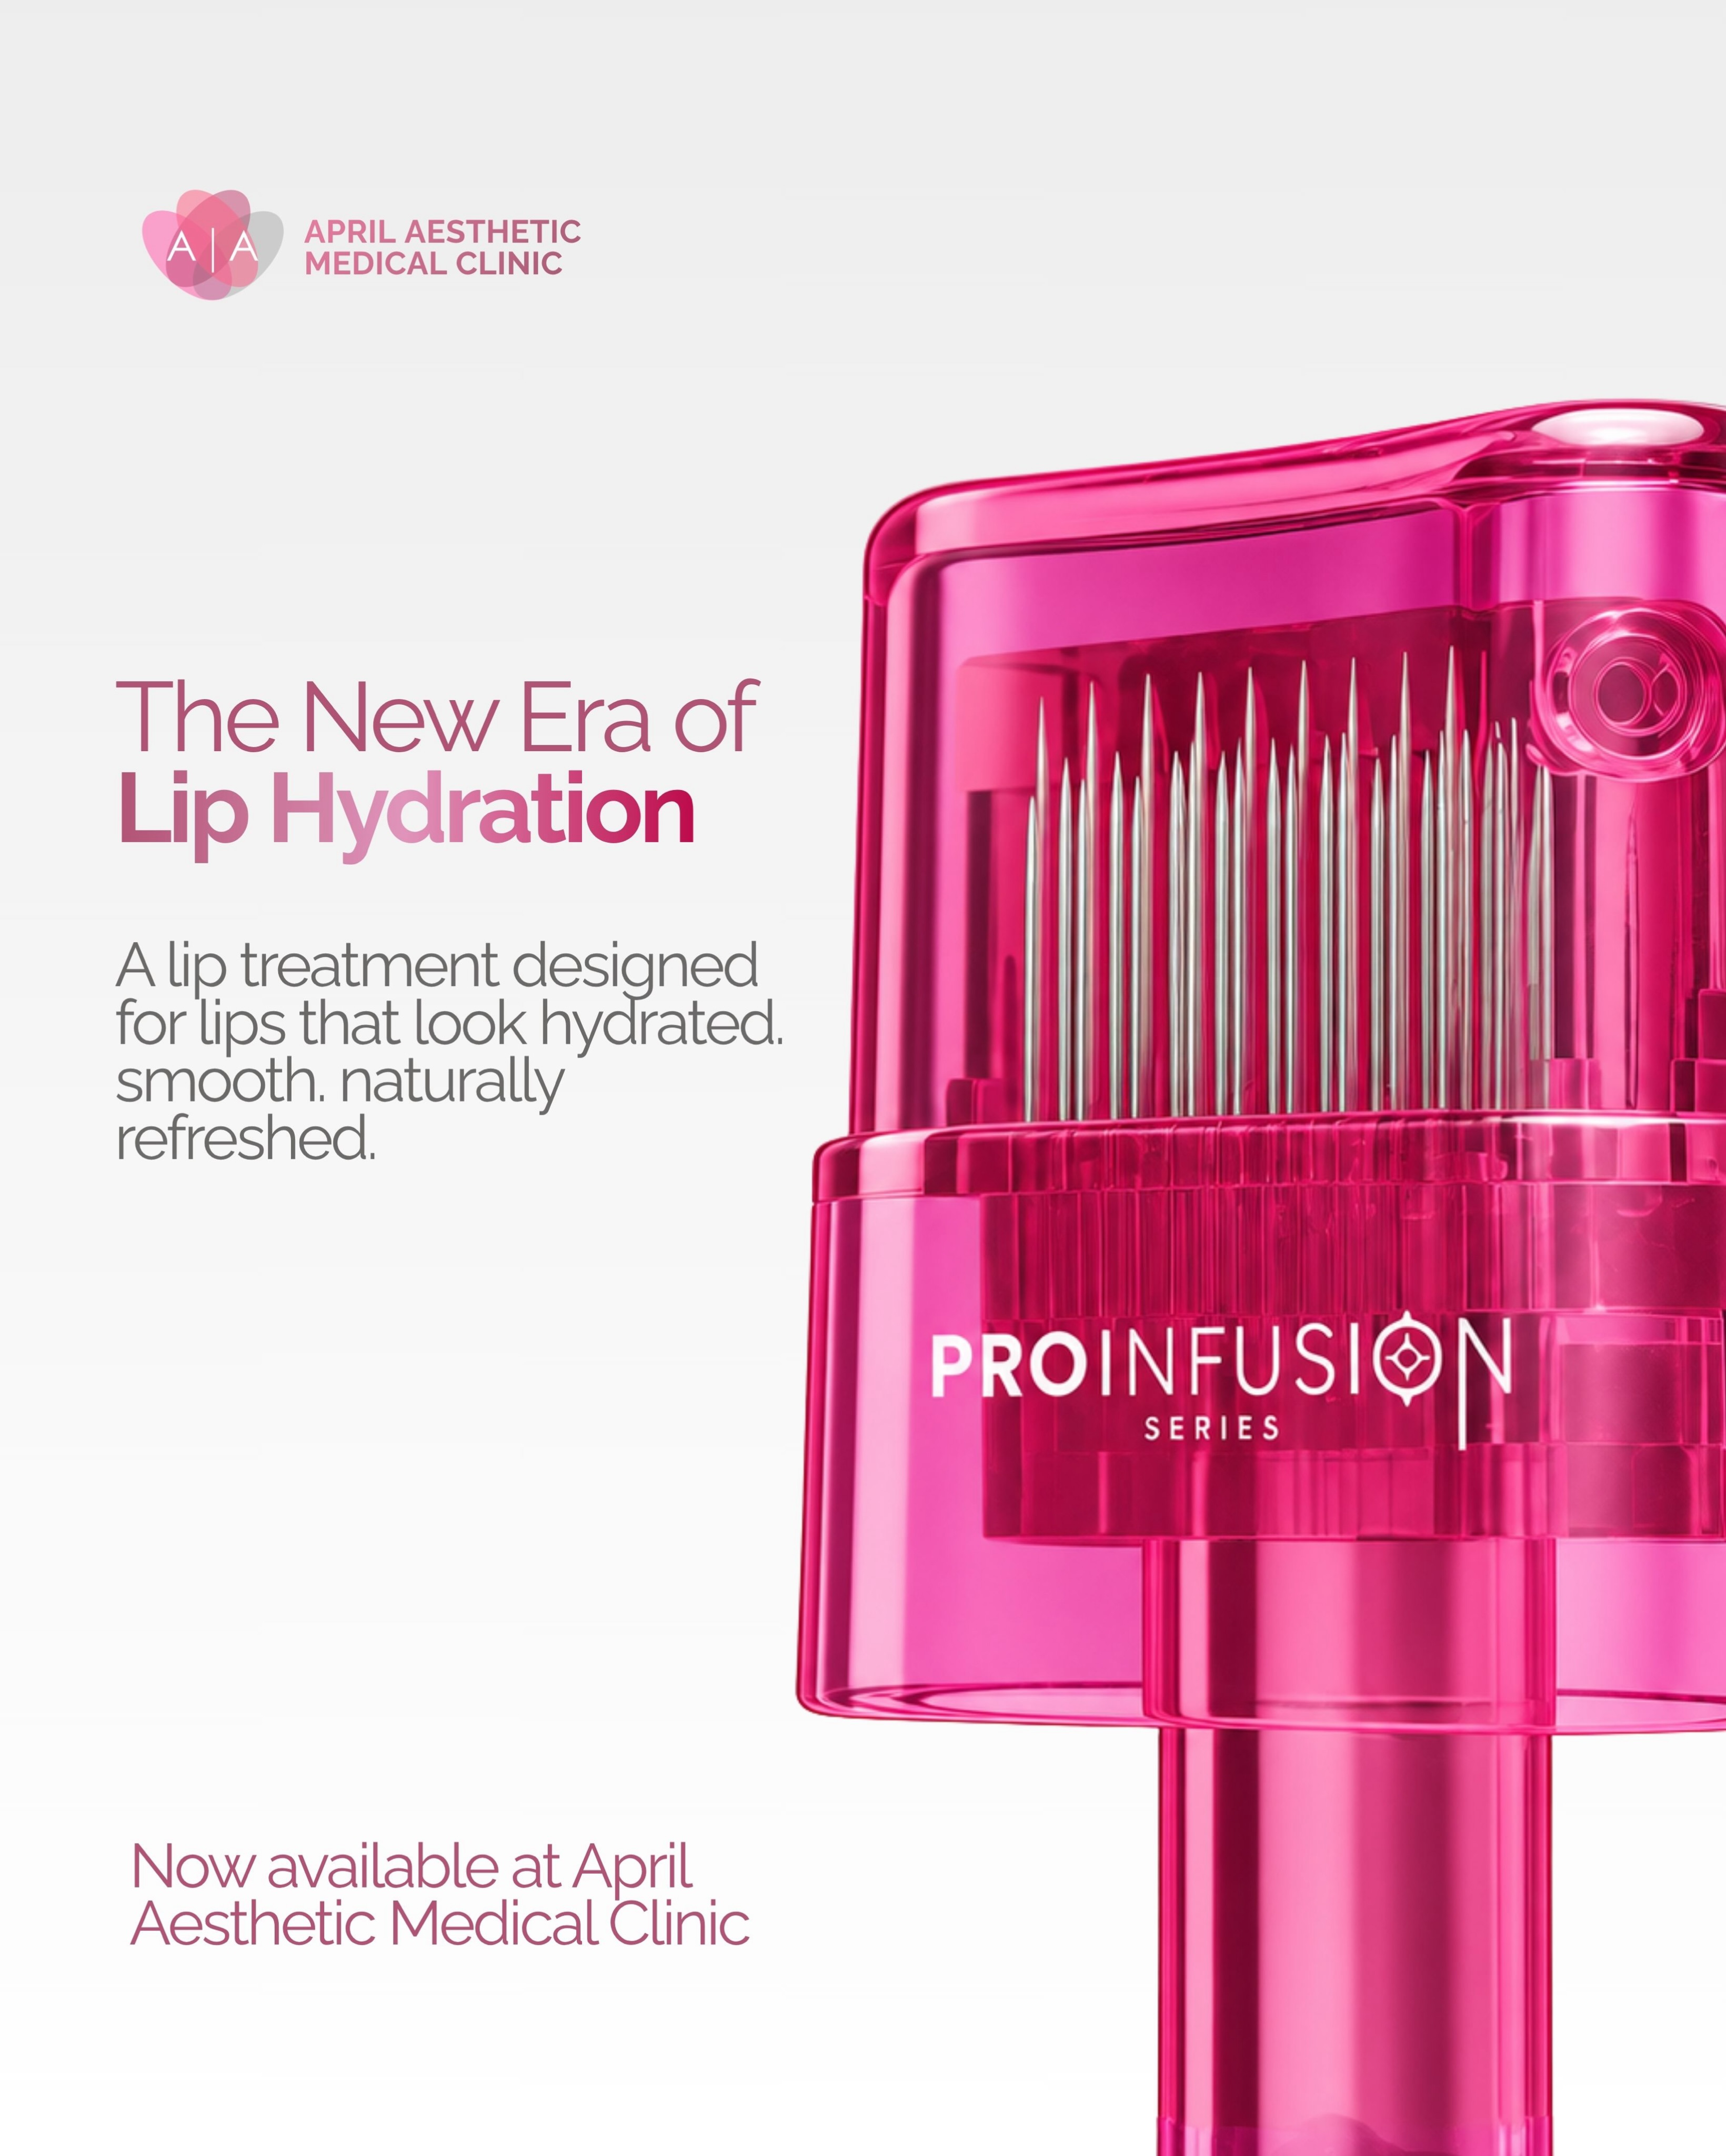 A|A
APRIL AESTHETIC
MEDICAL CLINIC
The New Era of
Lip Hydration
A lip treatment designed
for lips that look hydrated.
smooth. naturally
refreshed.
PROINFUSION
SERIES
Now available at April
Aesthetic Medical Clinic